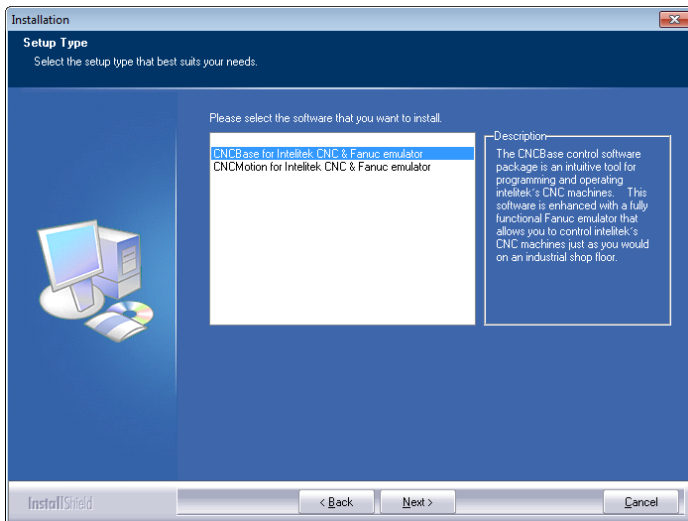 Installation
Setup Type
Select the setup type that best suits your needs.
Please select the software that you want to install.
CNCBase for Intelitek CNC & Fanuc emulator
CNCMotion for Intelitek CNC & Fanuc emulator
Description
The CNCBase control software
package is an intuitive tool for
programming and operating
intelitek's CNC machines. This
software is enhanced with a fully
functional Fanuc emulator that
allows you to control intelitek's
CNC machines just as you would
on an industrial shop floor.
InstallShield
< Back
Next >
Cancel